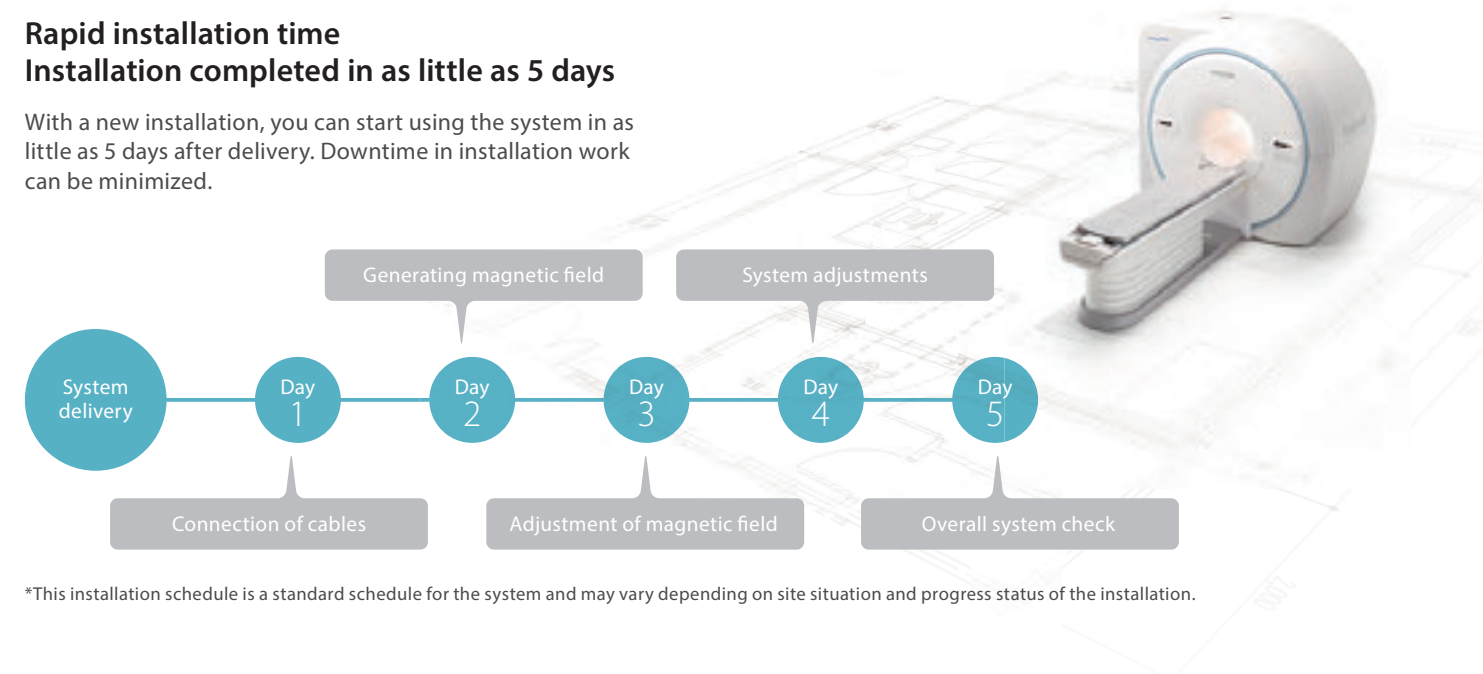 Rapid installation time
Installation completed in as little as 5 days
With a new installation, you can start using the system in as
little as 5 days after delivery. Downtime in installation work
can be minimized.
Generating magnetic field
System adjustments
System
delivery
Day
1
Day
2
Day
3
Day
4
Day
5
Connection of cables
Adjustment of magnetic field
Overall system check
*This installation schedule is a standard schedule for the system and may vary depending on site situation and progress status of the installation.